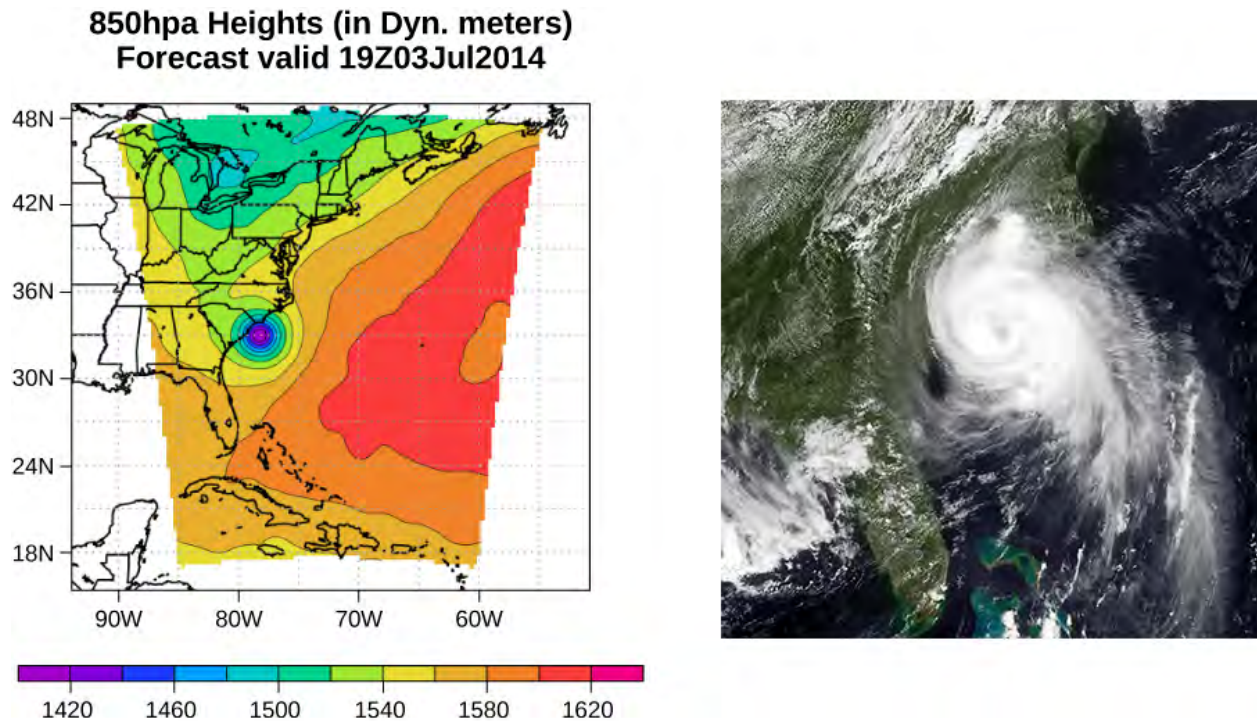 850hpa Heights (in Dyn. meters)
Forecast valid 19Z03Jul2014
48N
42N
36N
30N
24N
18N
90W 80W 70W 60W
1420 1460 1500 1540 1580 1620